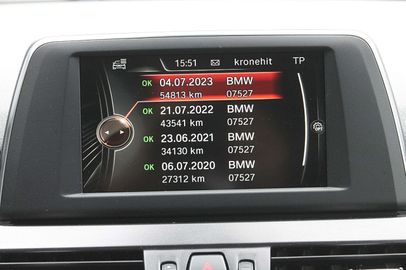 15:51 kronehit TP
OK 04.07.2023 BMW
54813 km 07527
OK 21.07.2022 BMW
43541 km 07527
OK 23.06.2021 BMW
34130 km 07527
OK 06.07.2020 BMW
27312 km 07527
OFF